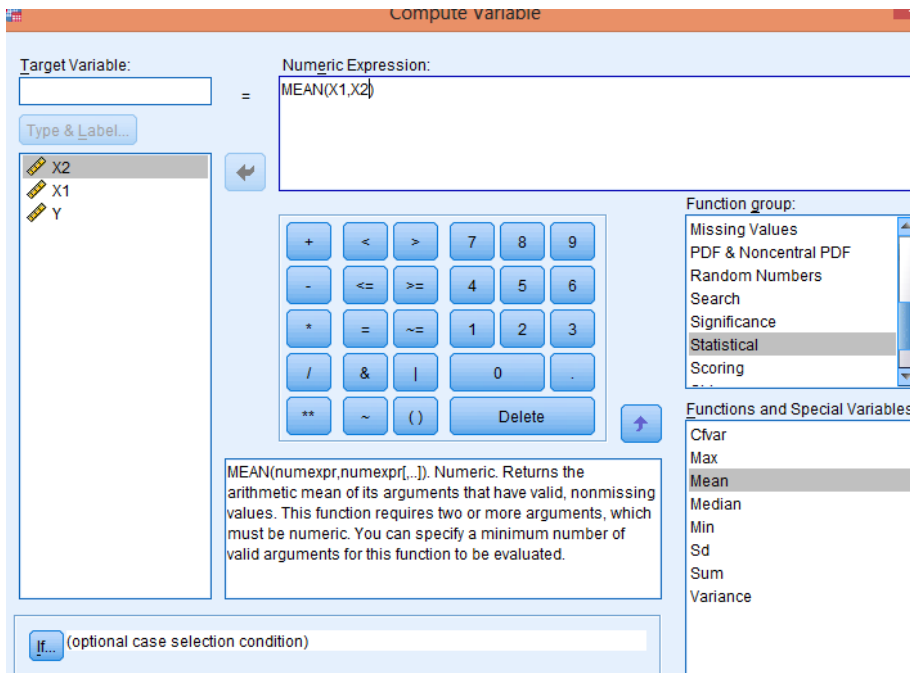 Compute Variable
Target Variable:
Numeric Expression:
=
MEAN(X1,X2)
Type & Label...
X2
X1
Y
+ < > 7 8 9
- <= >= 4 5 6
* = ~= 1 2 3
/ & | 0 .
** ~ ( ) Delete
Function group:
Missing Values
PDF & Noncentral PDF
Random Numbers
Search
Significance
Statistical
Scoring
Functions and Special Variables
Cfvar
Max
Mean
Median
Min
Sd
Sum
Variance
MEAN(numexpr,numexpr[,..]). Numeric. Returns the
arithmetic mean of its arguments that have valid, nonmissing
values. This function requires two or more arguments, which
must be numeric. You can specify a minimum number of
valid arguments for this function to be evaluated.
If... (optional case selection condition)